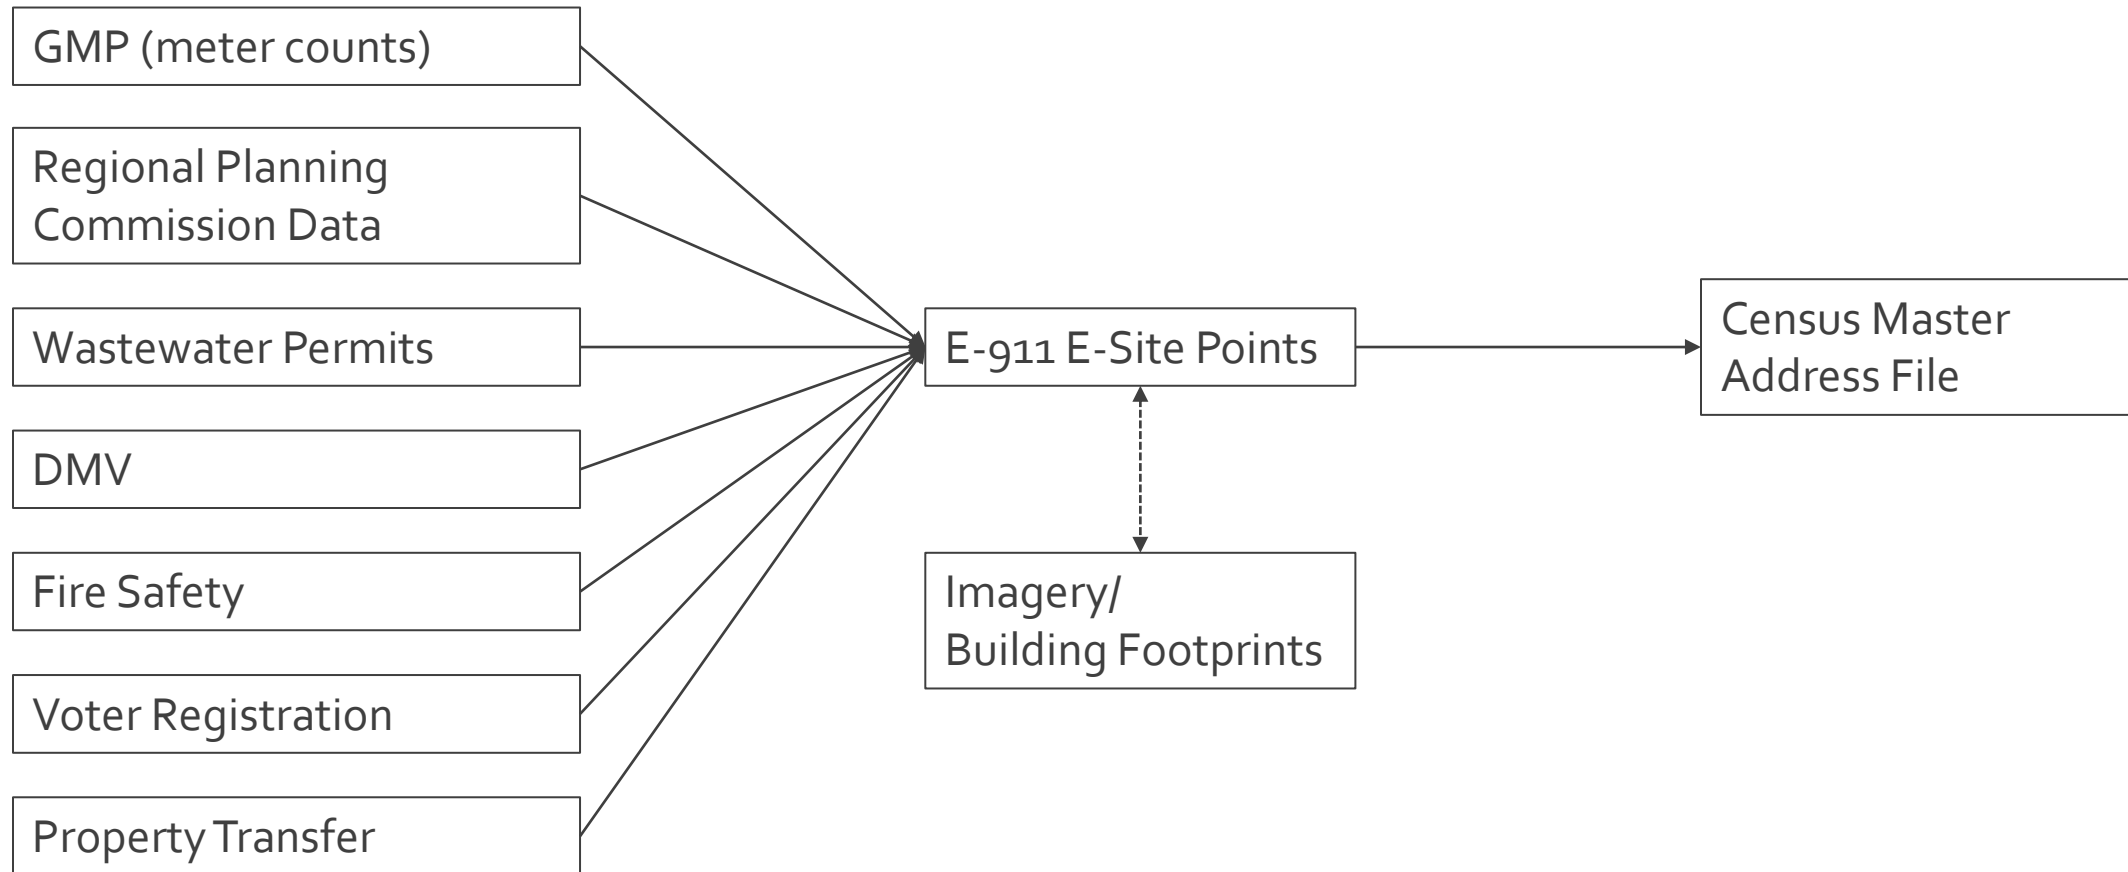 GMP (meter counts)
Regional Planning
Commission Data
Wastewater Permits
DMV
Fire Safety
Voter Registration
Property Transfer
E-911 E-Site Points
Imagery/
Building Footprints
Census Master
Address File